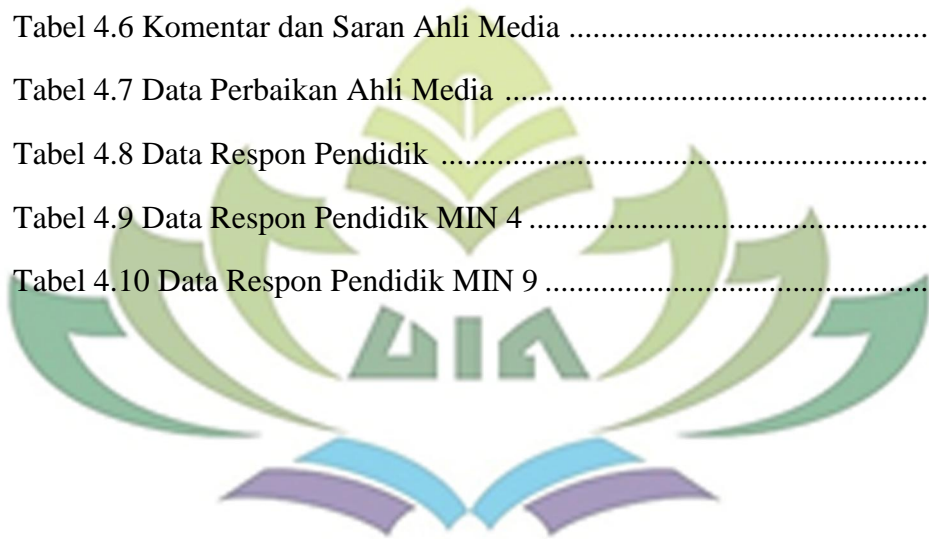 Tabel 4.6 Komentar dan Saran Ahli Media ........................................
Tabel 4.7 Data Perbaikan Ahli Media ................................................
Tabel 4.8 Data Respon Pendidik ........................................................
Tabel 4.9 Data Respon Pendidik MIN 4 .............................................
Tabel 4.10 Data Respon Pendidik MIN 9 ...........................................
UIN